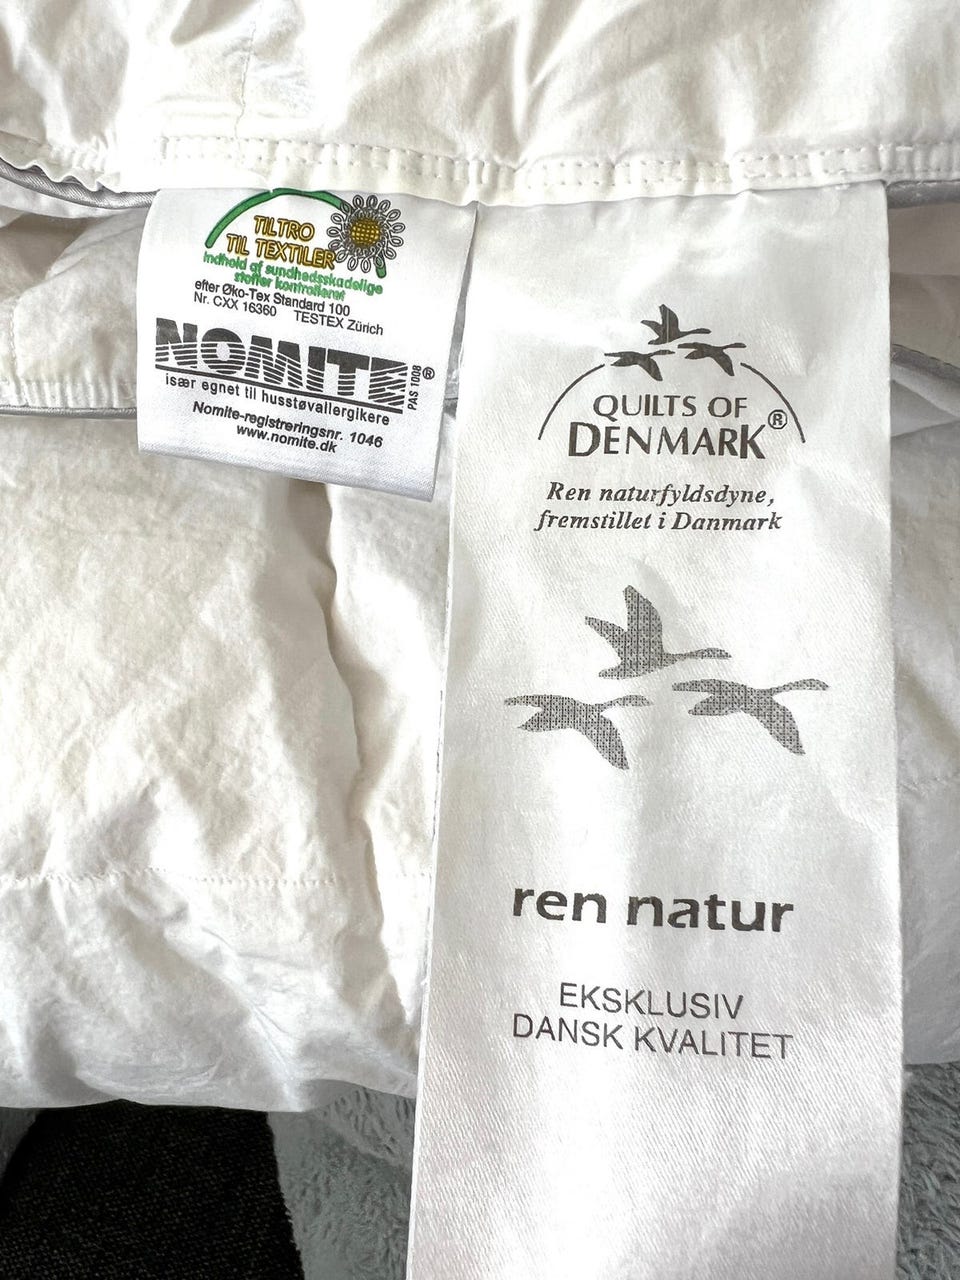 TILTRO
TIL TEXTILER
Indhold af sundhedsskadelige
stoffer kontrolleret
efter Øko-Tex Standard 100
Nr. CXX 16360 TESTEX Zürich
NOMITE®
PAS 1008
især egnet til husstøvallergikere
Nomite-registreringsnr. 1046
www.nomite.dk
QUILTS OF
DENMARK®
Ren naturfyldsdyne,
fremstillet i Danmark
ren natur
EKSKLUSIV
DANSK KVALITET